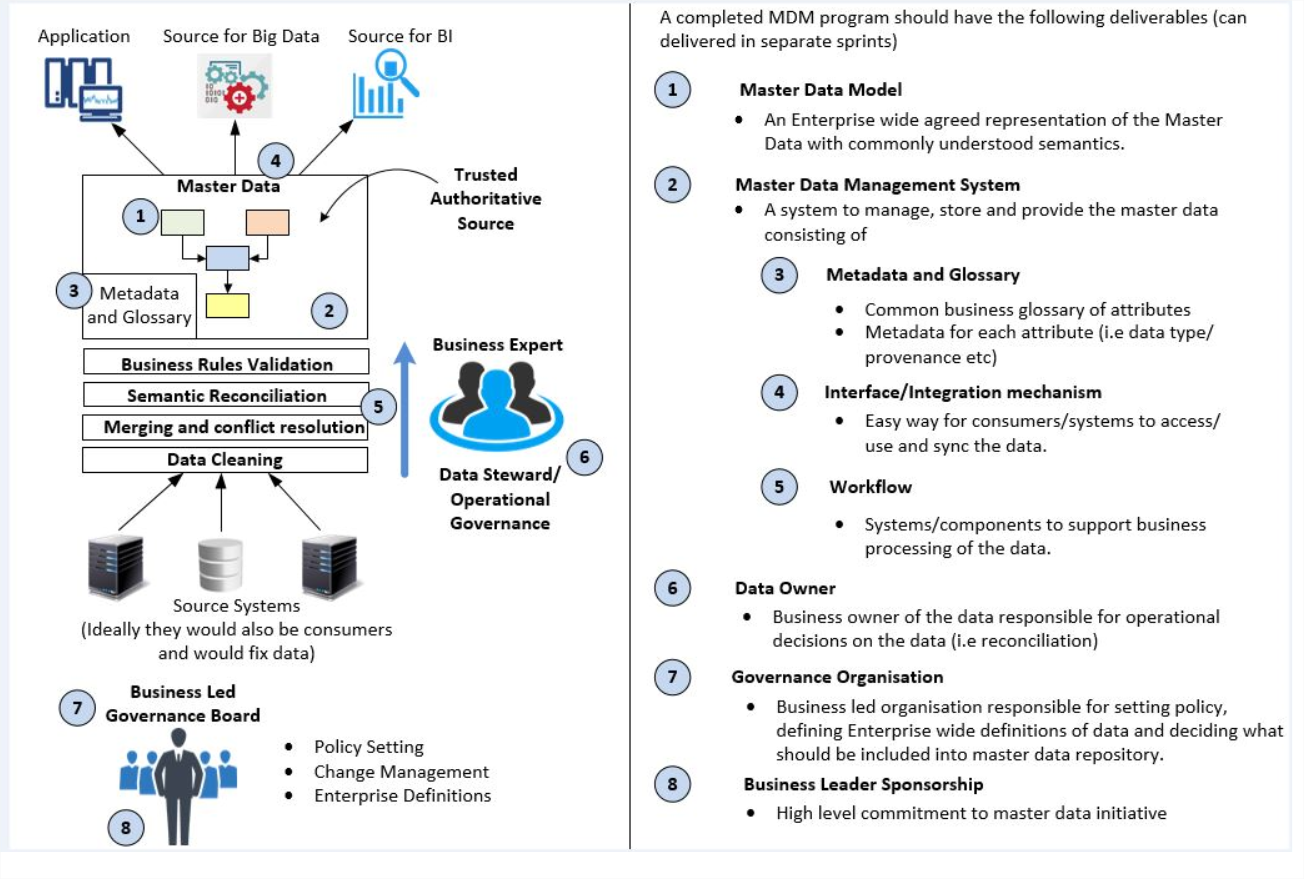 Application
Source for Big Data
Source for BI
4
Master Data
1
Trusted
Authoritative
Source
3
Metadata
and Glossary
2
Business Rules Validation
Semantic Reconciliation
Merging and conflict resolution
Data Cleaning
5
Business Expert
6
Data Steward/
Operational
Governance
Source Systems
(Ideally they would also be consumers
and would fix data)
7
Business Led
Governance Board
• Policy Setting
• Change Management
• Enterprise Definitions
8
A completed MDM program should have the following deliverables (can
delivered in separate sprints)
1 Master Data Model
• An Enterprise wide agreed representation of the Master
Data with commonly understood semantics.
2 Master Data Management System
• A system to manage, store and provide the master data
consisting of
3 Metadata and Glossary
• Common business glossary of attributes
• Metadata for each attribute (i.e data type/
provenance etc)
4 Interface/Integration mechanism
• Easy way for consumers/systems to access/
use and sync the data.
5 Workflow
• Systems/components to support business
processing of the data.
6 Data Owner
• Business owner of the data responsible for operational
decisions on the data (i.e reconciliation)
7 Governance Organisation
• Business led organisation responsible for setting policy,
defining Enterprise wide definitions of data and deciding what
should be included into master data repository.
8 Business Leader Sponsorship
• High level commitment to master data initiative